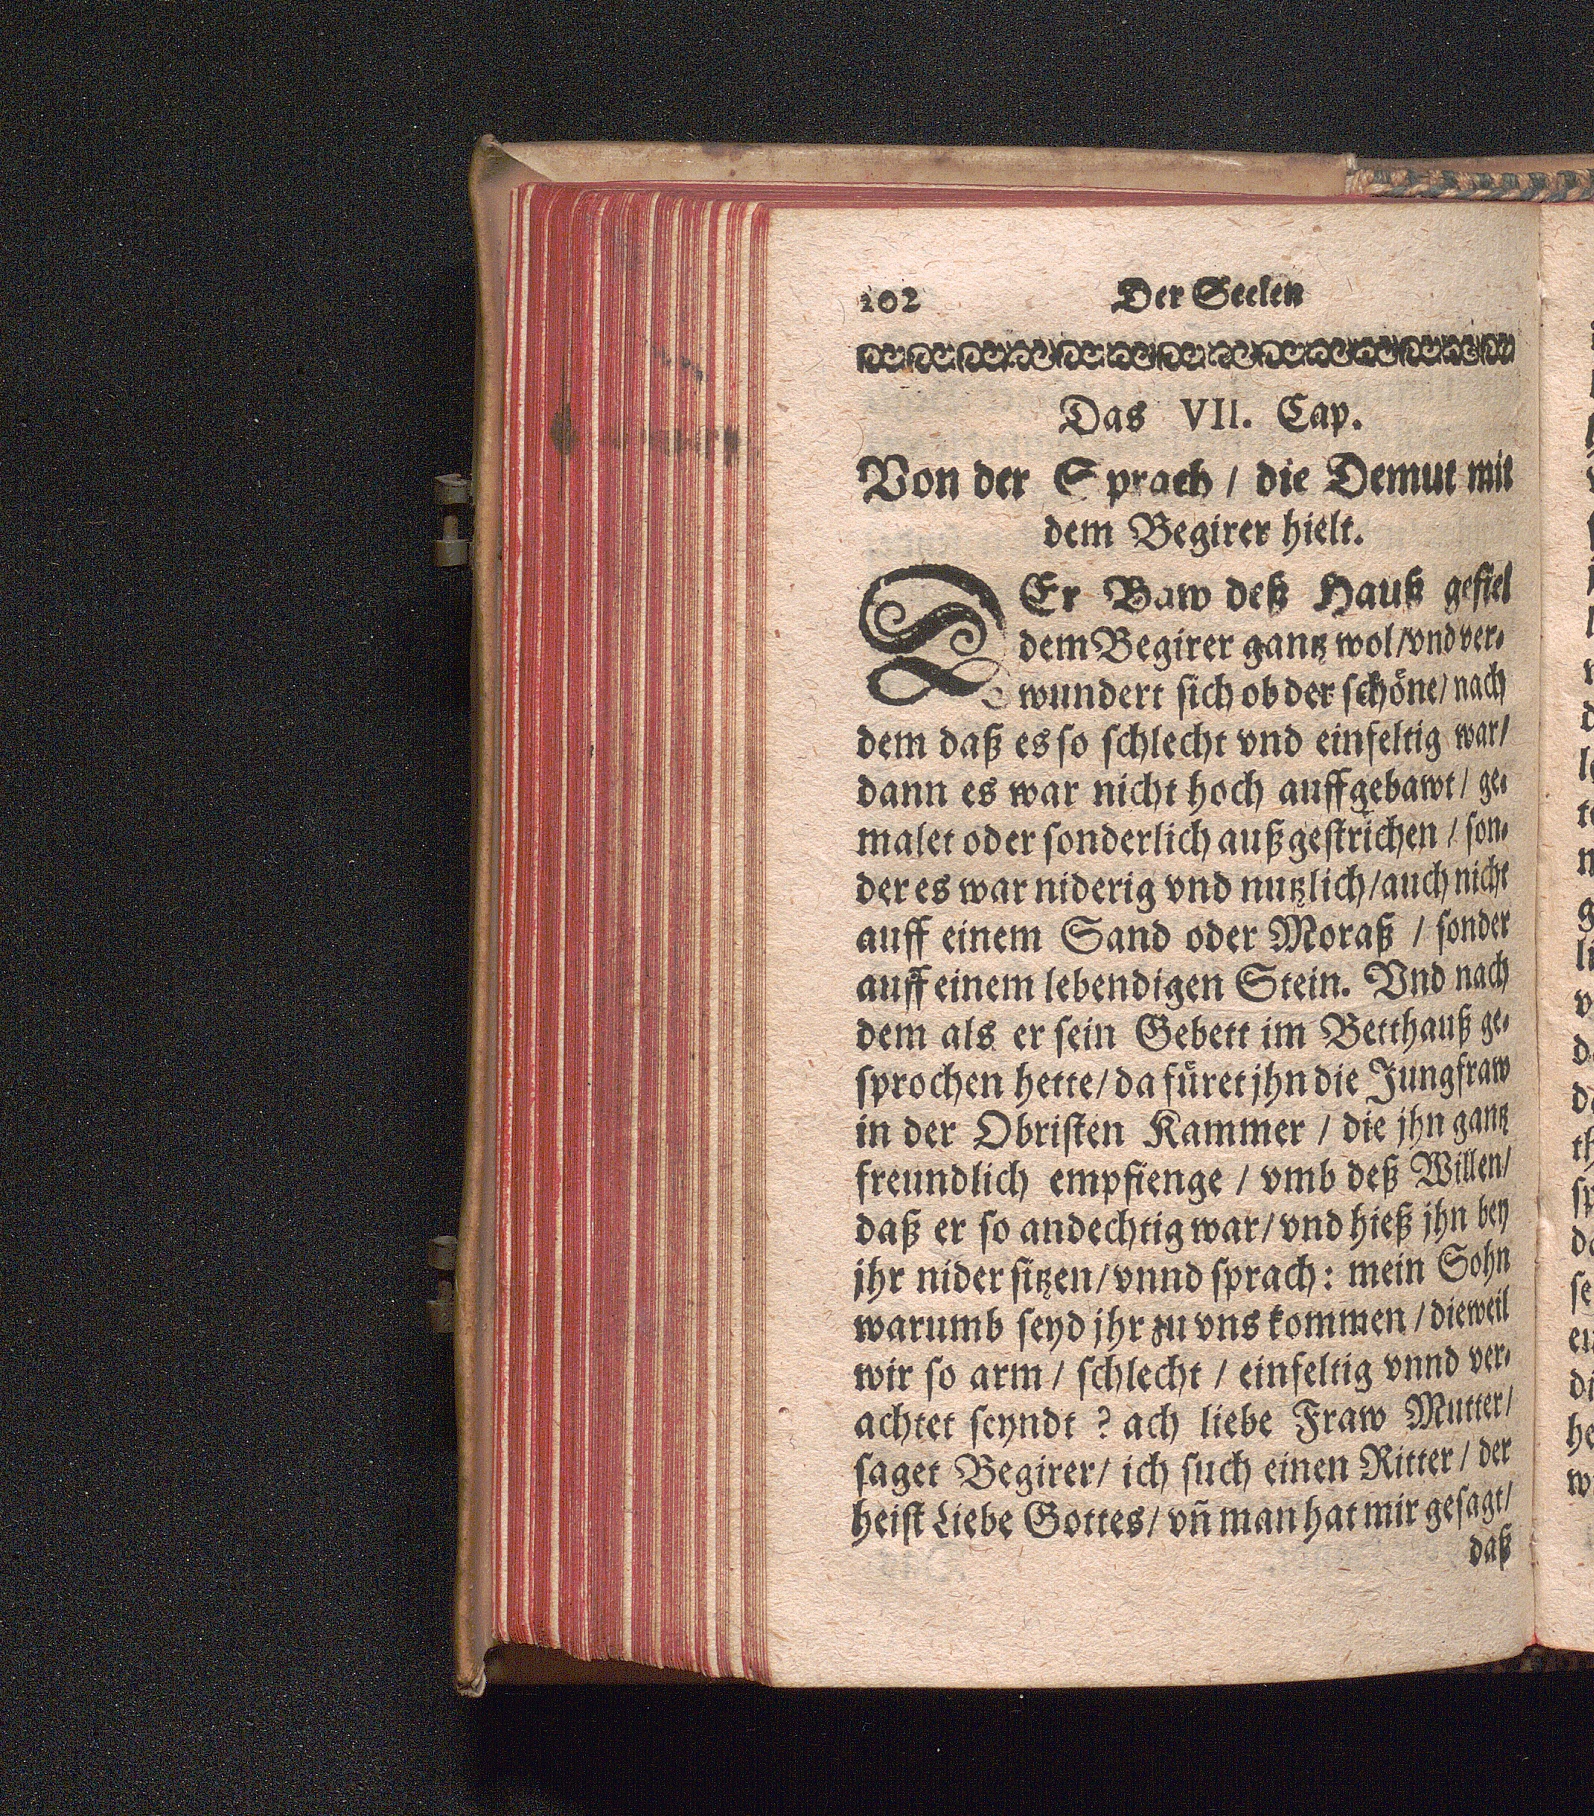 102 Der Seelen
Das VII. Cap.
Von der Sprach / die Demut mit
dem Begirer hielt.
DEr Baw deß Hauß gefiel
dem Begirer gantz wol / vnd ver-
wundert sich ob der schöne / nach
dem daß es so schlecht vnd einfeltig war /
dann es war nicht hoch auffgebawt / ge-
malet oder sonderlich außgestrichen / son-
der es war niderig vnd nutzlich / auch nicht
auff einem Sand oder Moraß / sonder
auff einem lebendigen Stein. Vnd nach
dem als er sein Gebett im Betthauß ge-
sprochen hette / da füret jhn die Jungfraw
in der Obristen Kammer / die jhn gantz
freundlich empfienge / vmb deß Willen /
daß er so andechtig war / vnd hieß jhn bey
jhr nider sitzen / vnnd sprach: mein Sohn
warumb seyd jhr zu vns kommen / dieweil
wir so arm / schlecht / einfeltig vnnd ver-
achtet seyndt ? ach liebe Fraw Mutter /
saget Begirer / ich such einen Ritter / der
heist Liebe Gottes / vñ man hat mir gesagt /
daß